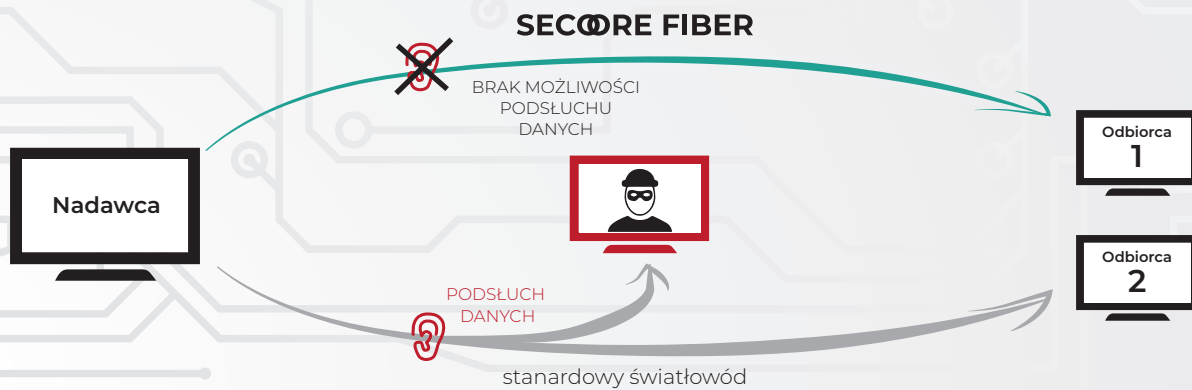 SECOORE FIBER
BRAK MOŻLIWOŚCI
PODSŁUCHU
DANYCH
Nadawca
Odbiorca
1
Odbiorca
2
PODSŁUCH
DANYCH
stanardowy światłowód